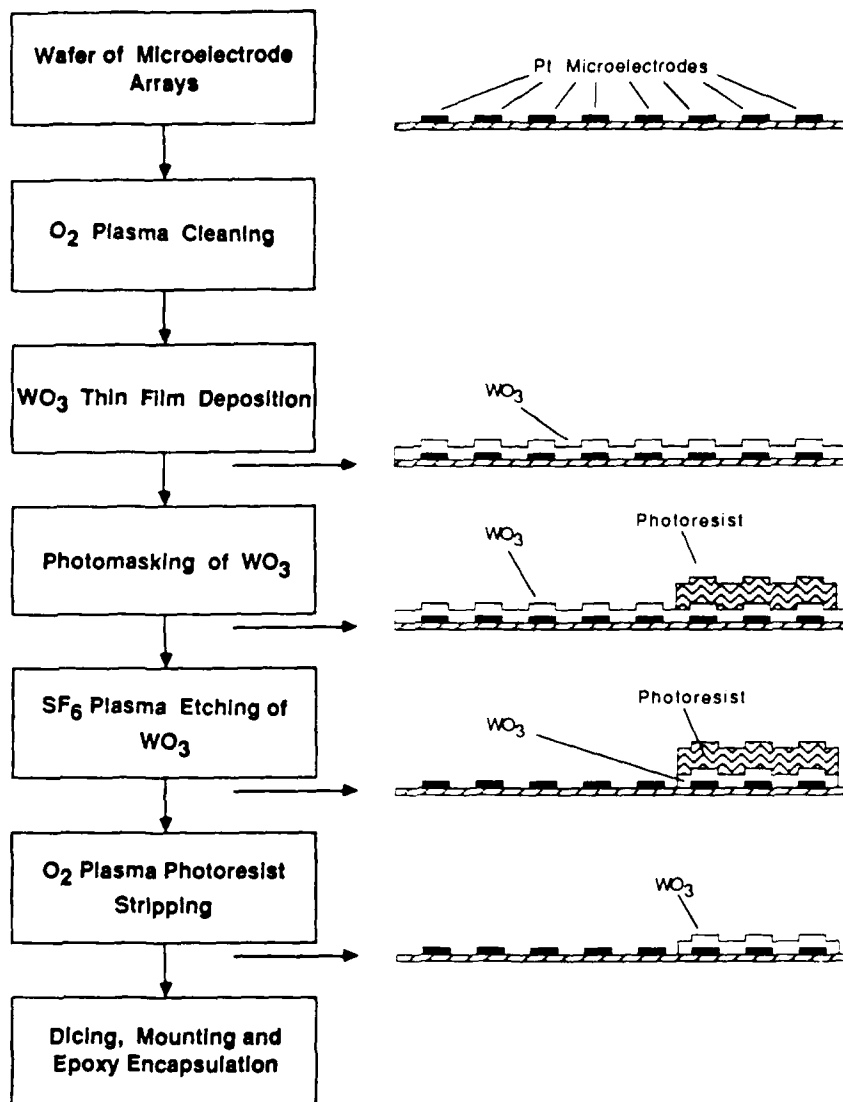 Wafer of Microelectrode
Arrays
Pt Microelectrodes
O2 Plasma Cleaning
WO3 Thin Film Deposition
WO3
Photomasking of WO3
WO3
Photoresist
SF6 Plasma Etching of
WO3
WO3
Photoresist
O2 Plasma Photoresist
Stripping
WO3
Dicing, Mounting and
Epoxy Encapsulation